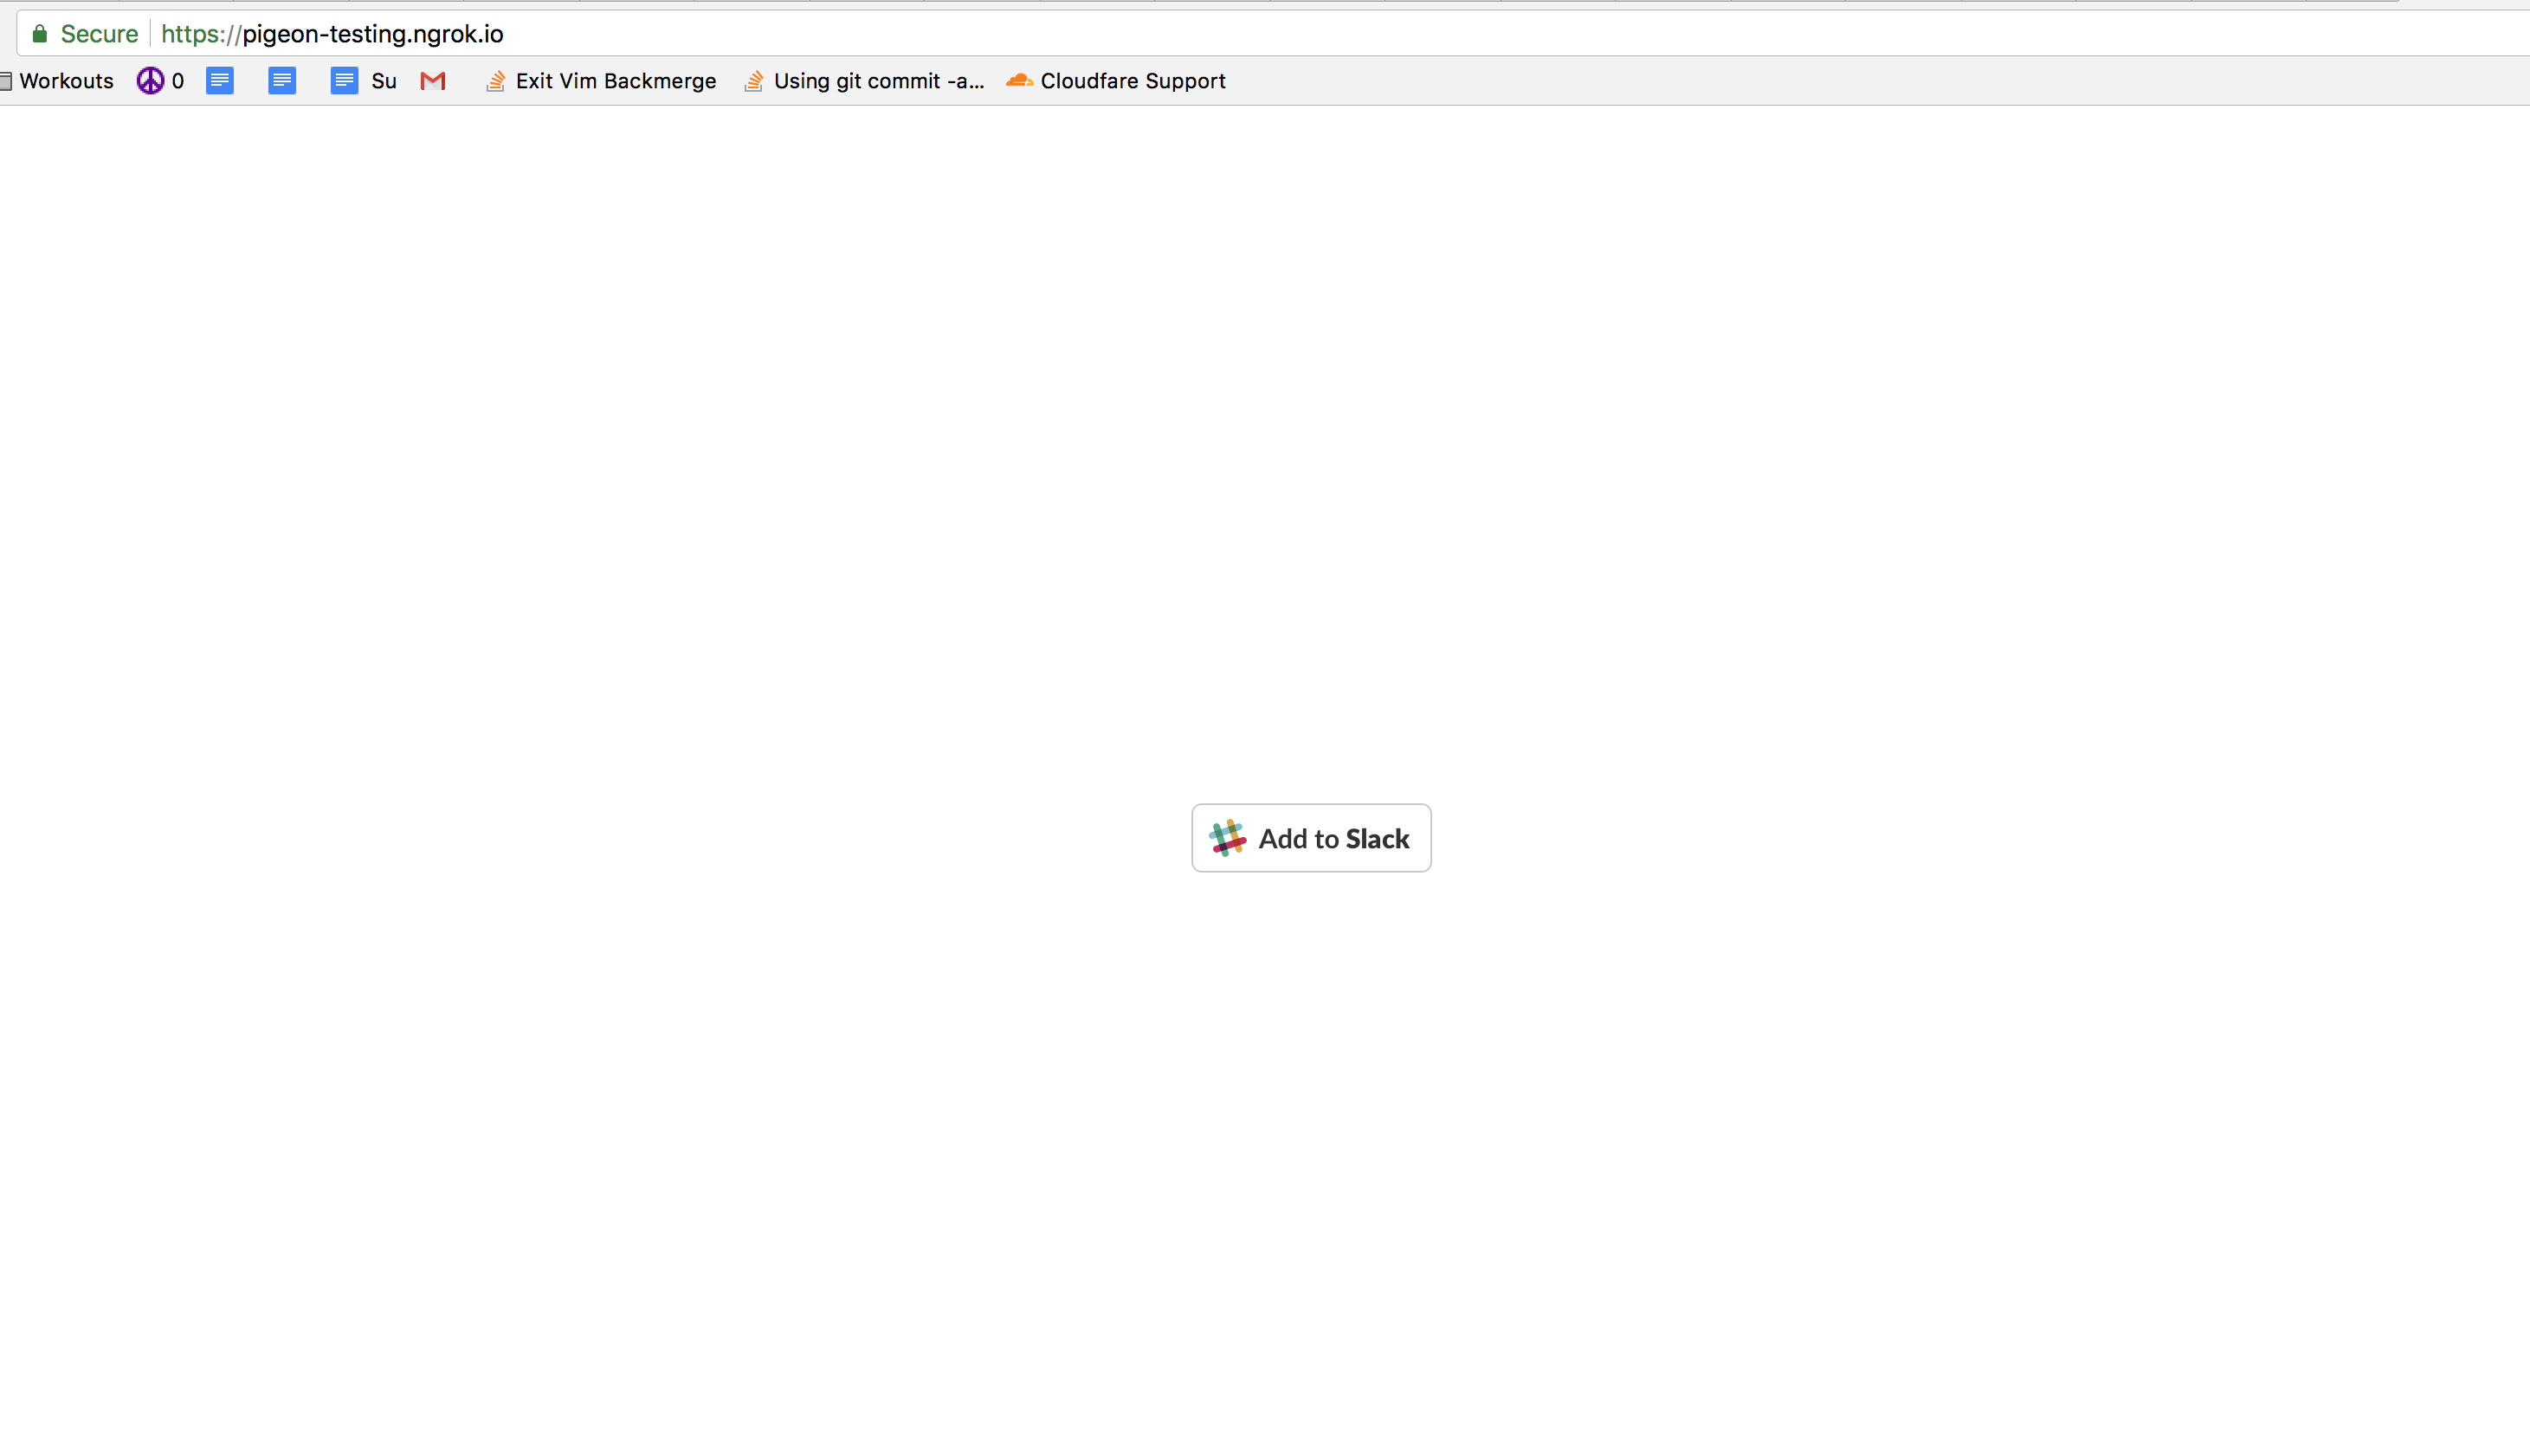 Secure https://pigeon-testing.ngrok.io
Workouts 0 Su Exit Vim Backmerge Using git commit -a... Cloudfare Support
Add to Slack